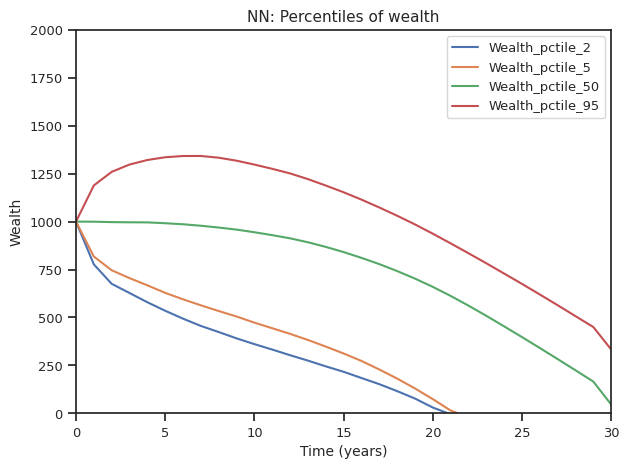 NN: Percentiles of wealth
Wealth_pctile_2
Wealth_pctile_5
Wealth_pctile_50
Wealth_pctile_95
Wealth
2000
1750
1500
1250
1000
750
500
250
0
0 5 10 15 20 25 30
Time (years)